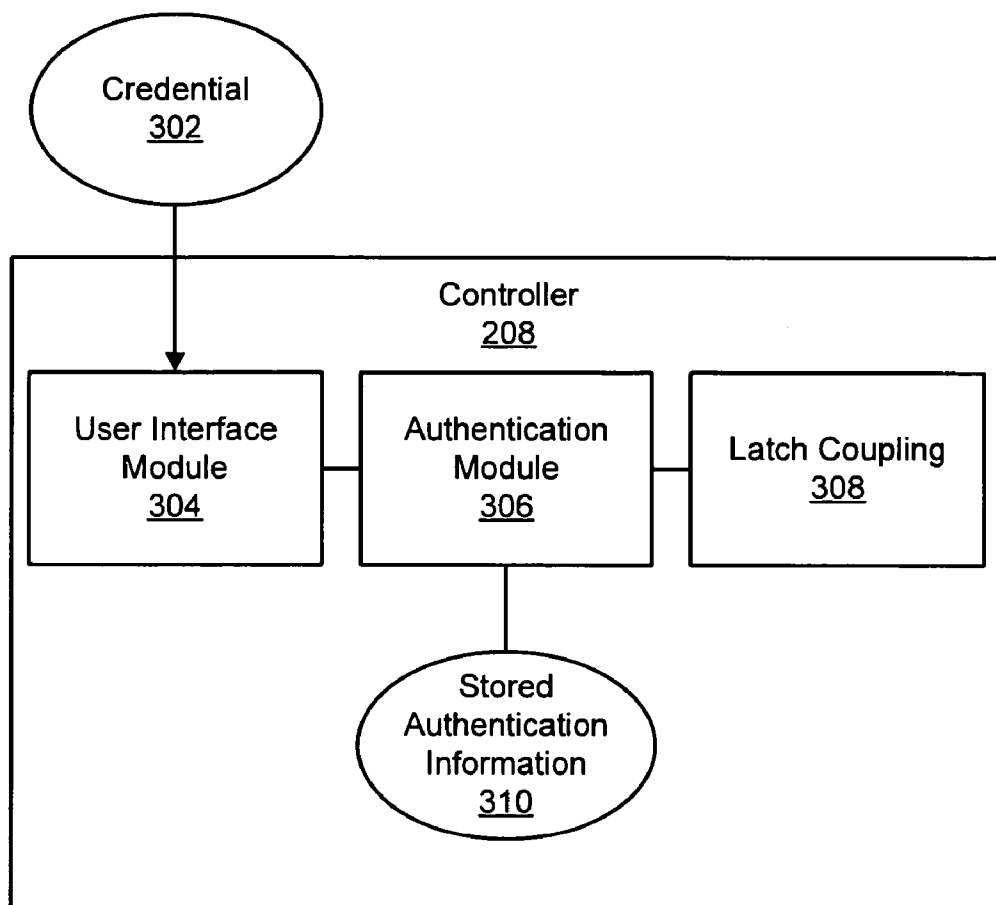 Credential
302
Controller
208
User Interface
Module
304
Authentication
Module
306
Latch Coupling
308
Stored
Authentication
Information
310